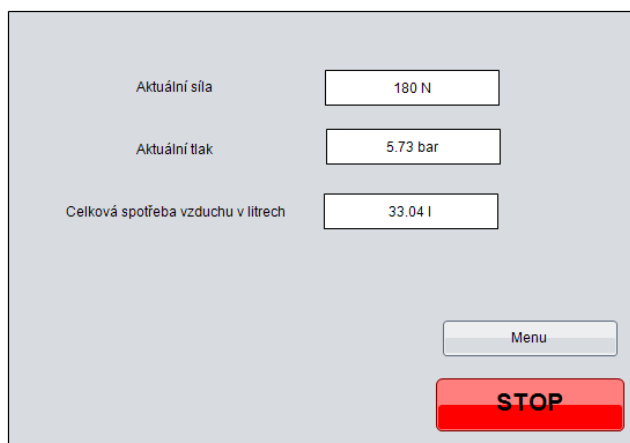 Aktuální síla
180 N
Aktuální tlak
5.73 bar
Celková spotřeba vzduchu v litrech
33.04 l
Menu
STOP